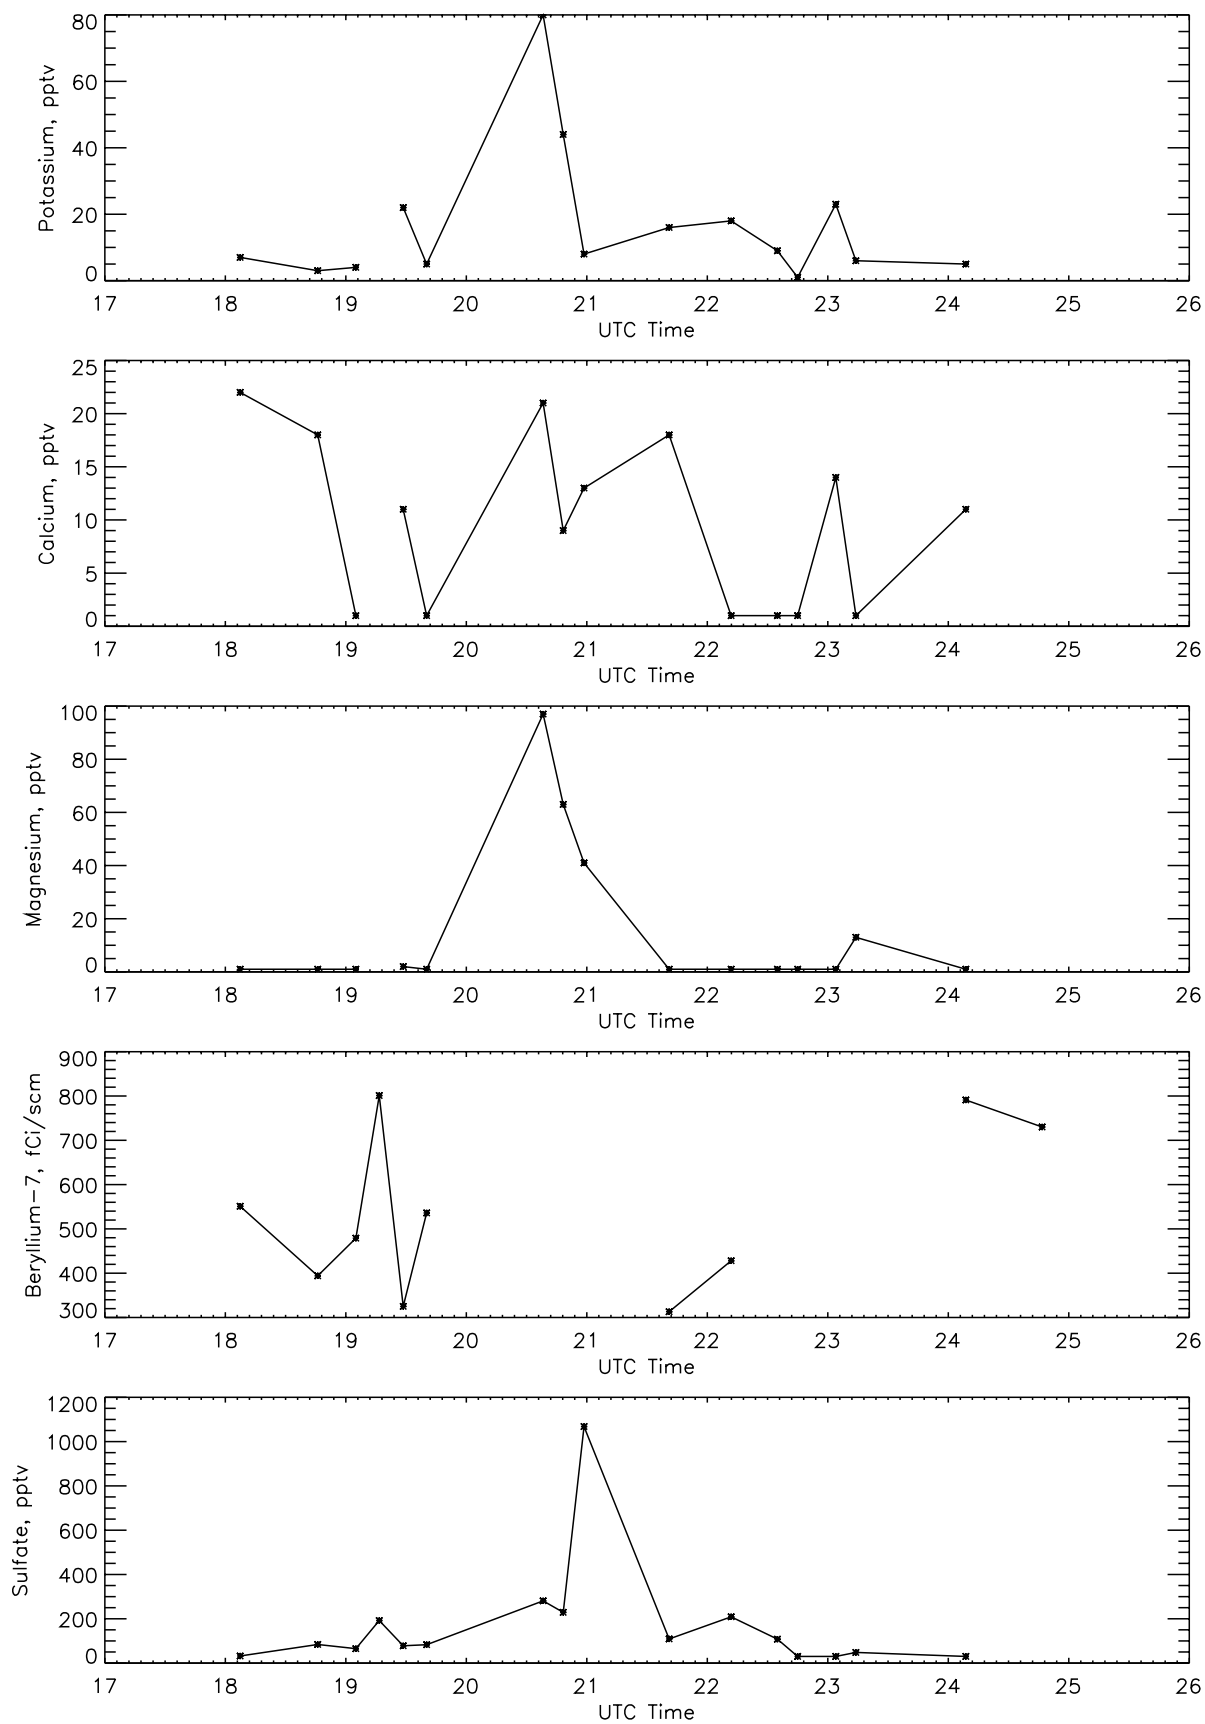 80
60
40
20
0
Potassium, pptv
17 18 19 20 21 22 23 24 25 26
UTC Time
25
20
15
10
5
0
Calcium, pptv
17 18 19 20 21 22 23 24 25 26
UTC Time
100
80
60
40
20
0
Magnesium, pptv
17 18 19 20 21 22 23 24 25 26
UTC Time
900
800
700
600
500
400
300
Beryllium-7, fCi/scm
17 18 19 20 21 22 23 24 25 26
UTC Time
1200
1000
800
600
400
200
0
Sulfate, pptv
17 18 19 20 21 22 23 24 25 26
UTC Time